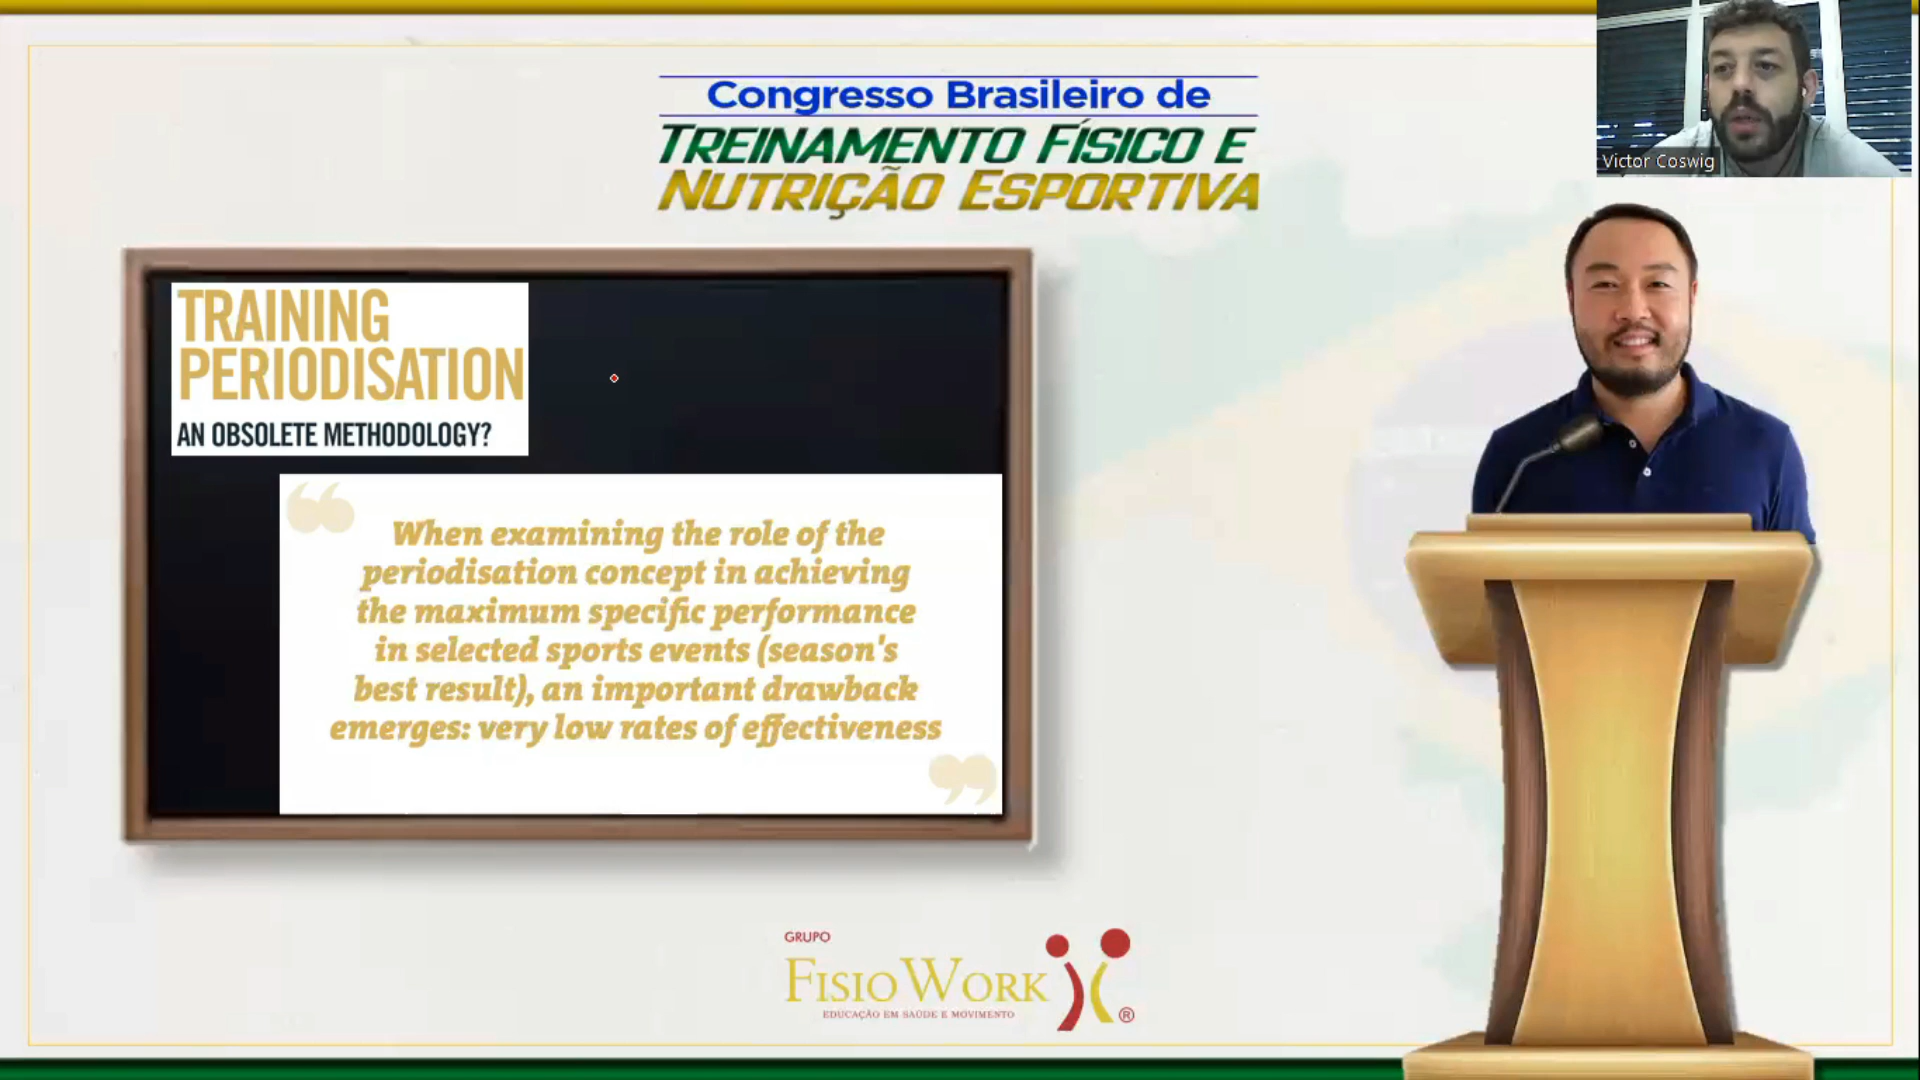 Congresso Brasileiro de
TREINAMENTO FÍSICO E
NUTRIÇÃO ESPORTIVA
Victor Coswig
TRAINING
PERIODISATION
AN OBSOLETE METHODOLOGY?
“
When examining the role of the
periodisation concept in achieving
the maximum specific performance
in selected sports events (season's
best result), an important drawback
emerges: very low rates of effectiveness
”
GRUPO
FISIOWORK
EDUCAÇÃO EM SAÚDE E MOVIMENTO ®